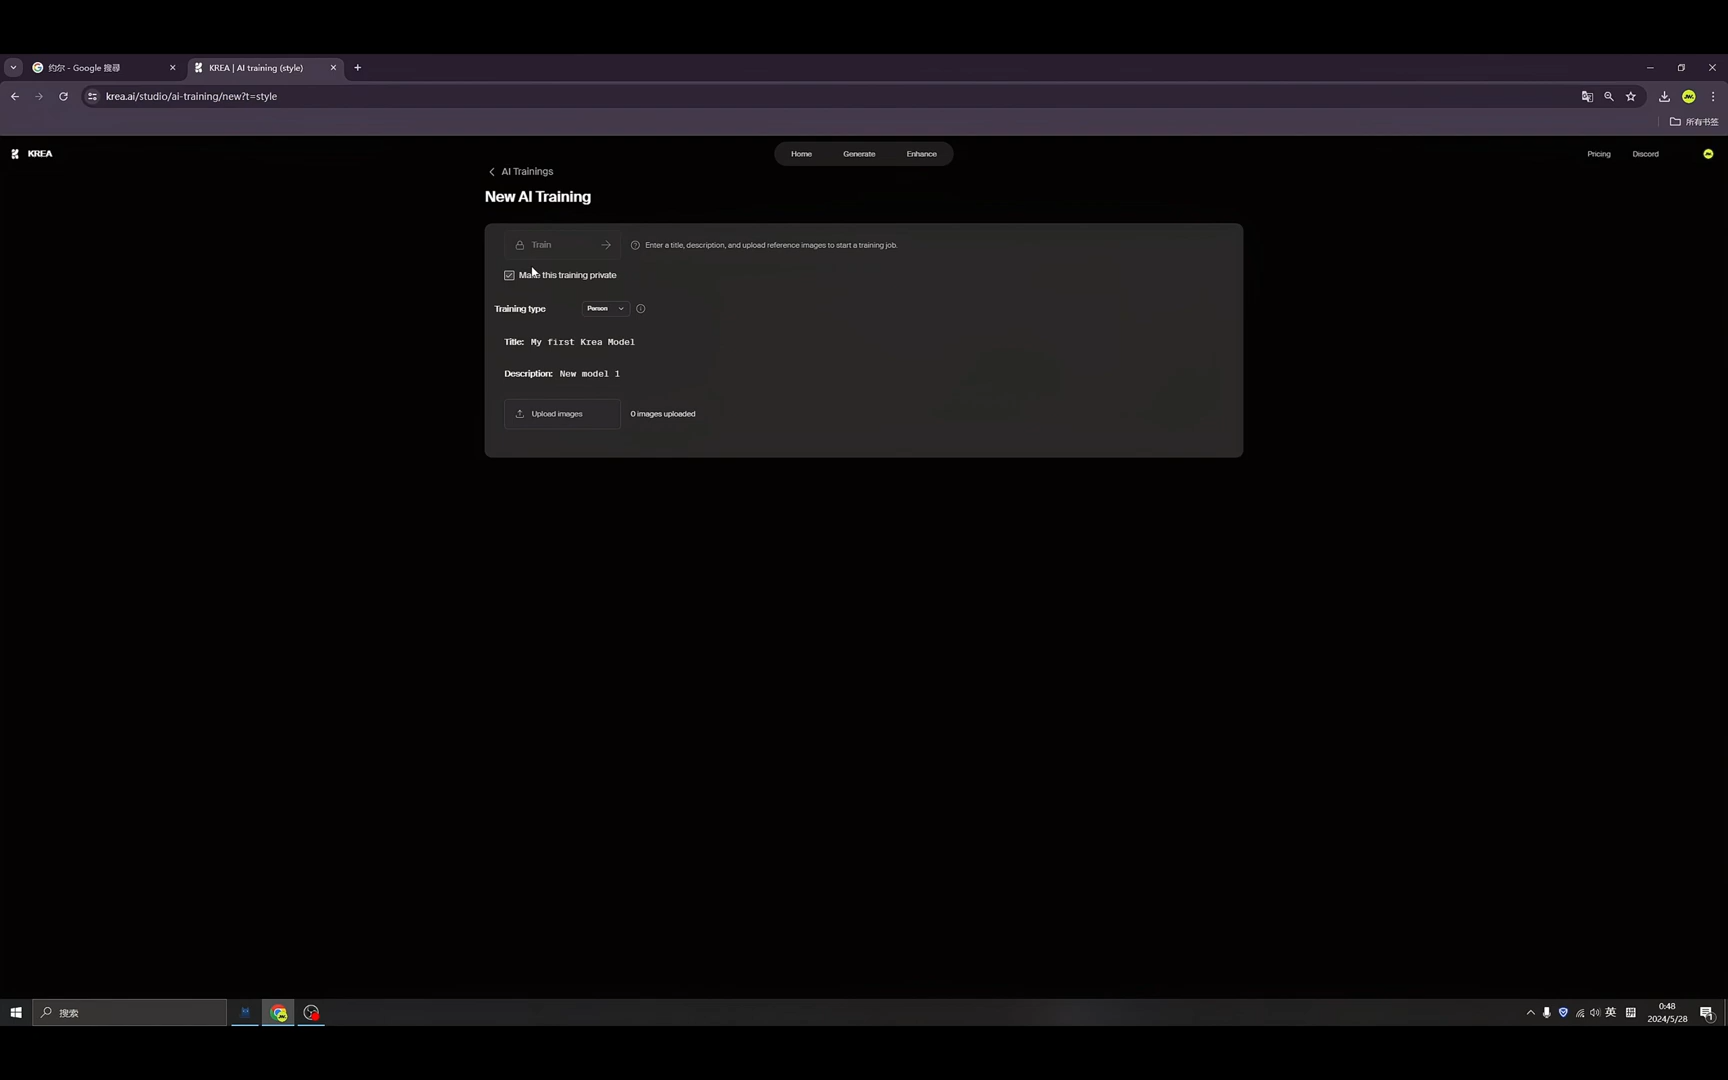 约尔 - Google 搜尋
KREA | AI training (style)
krea.ai/studio/ai-training/new?t=style
所有书签
KREA
Home
Generate
Enhance
Pricing
Discord
AI Trainings
New AI Training
Train
Enter a title, description, and upload reference images to start a training job.
Make this training private
Training type
Person
Title: My first Krea Model
Description: New model 1
Upload images
0 images uploaded
搜索
英
0:48
2024/5/28